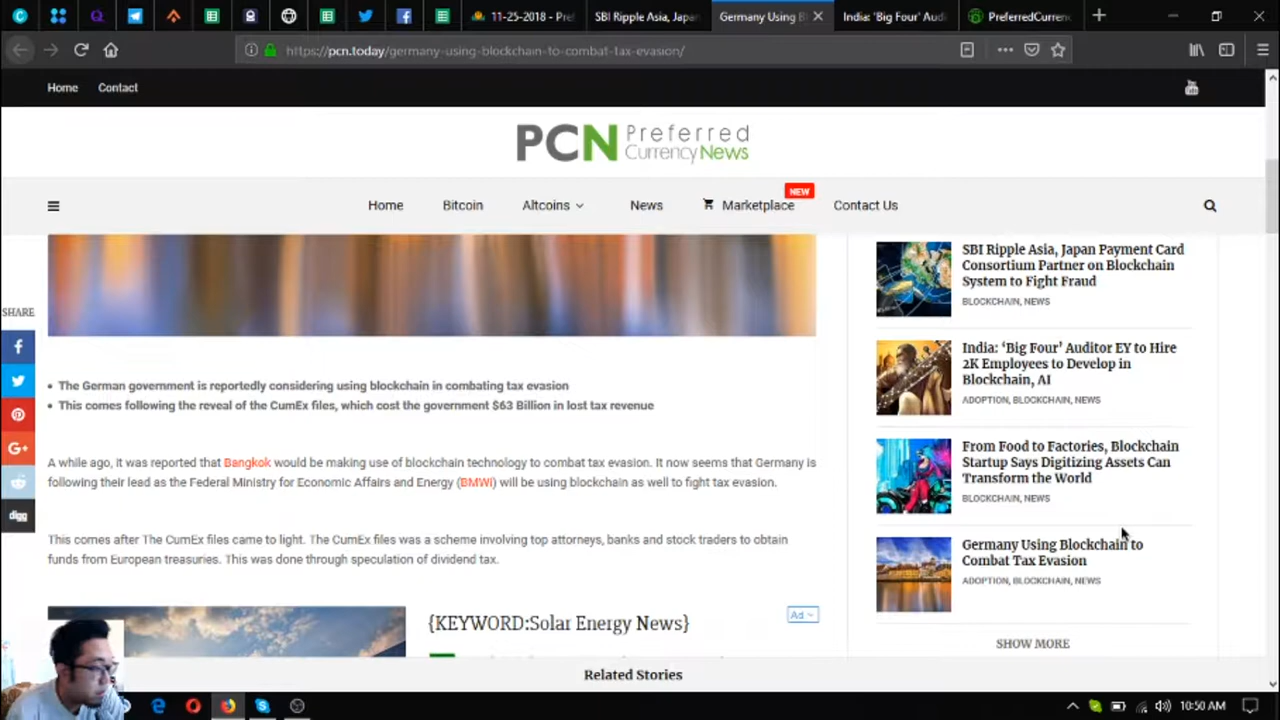 11-25-2018 - Pre
SBI Ripple Asia, Japa
Germany Using B
India: 'Big Four' Aud
PreferredCurren
https://pcn.today/germany-using-blockchain-to-combat-tax-evasion/
Home
Contact
PCN Preferred
CurrencyNews
NEW
Home
Bitcoin
Altcoins
News
Marketplace
Contact Us
SHARE
digg
• The German government is reportedly considering using blockchain in combating tax evasion
• This comes following the reveal of the CumEx files, which cost the government $63 Billion in lost tax revenue
A while ago, it was reported that Bangkok would be making use of blockchain technology to combat tax evasion. It now seems that Germany is
following their lead as the Federal Ministry for Economic Affairs and Energy (BMWi) will be using blockchain as well to fight tax evasion.
This comes after The CumEx files came to light. The CumEx files was a scheme involving top attorneys, banks and stock traders to obtain
funds from European treasuries. This was done through speculation of dividend tax.
{KEYWORD:Solar Energy News}
Ad
SBI Ripple Asia, Japan Payment Card
Consortium Partner on Blockchain
System to Fight Fraud
BLOCKCHAIN, NEWS
India: ‘Big Four’ Auditor EY to Hire
2K Employees to Develop in
Blockchain, AI
ADOPTION, BLOCKCHAIN, NEWS
From Food to Factories, Blockchain
Startup Says Digitizing Assets Can
Transform the World
BLOCKCHAIN, NEWS
Germany Using Blockchain to
Combat Tax Evasion
ADOPTION, BLOCKCHAIN, NEWS
SHOW MORE
Related Stories
10:50 AM